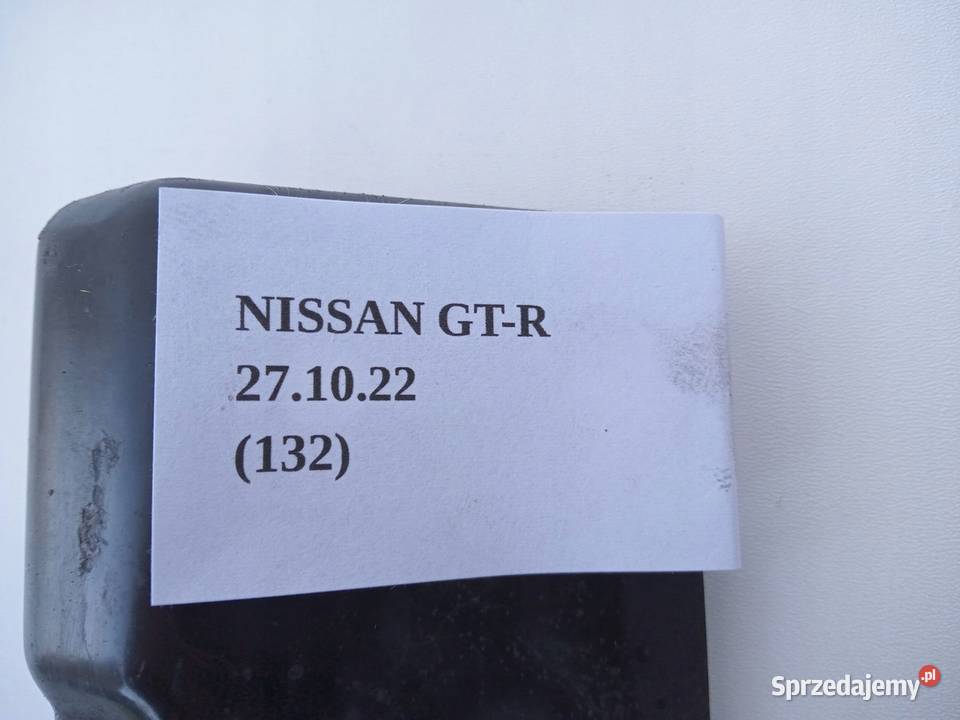 NISSAN GT-R
27.10.22
(132)
Sprzedajemy.pl